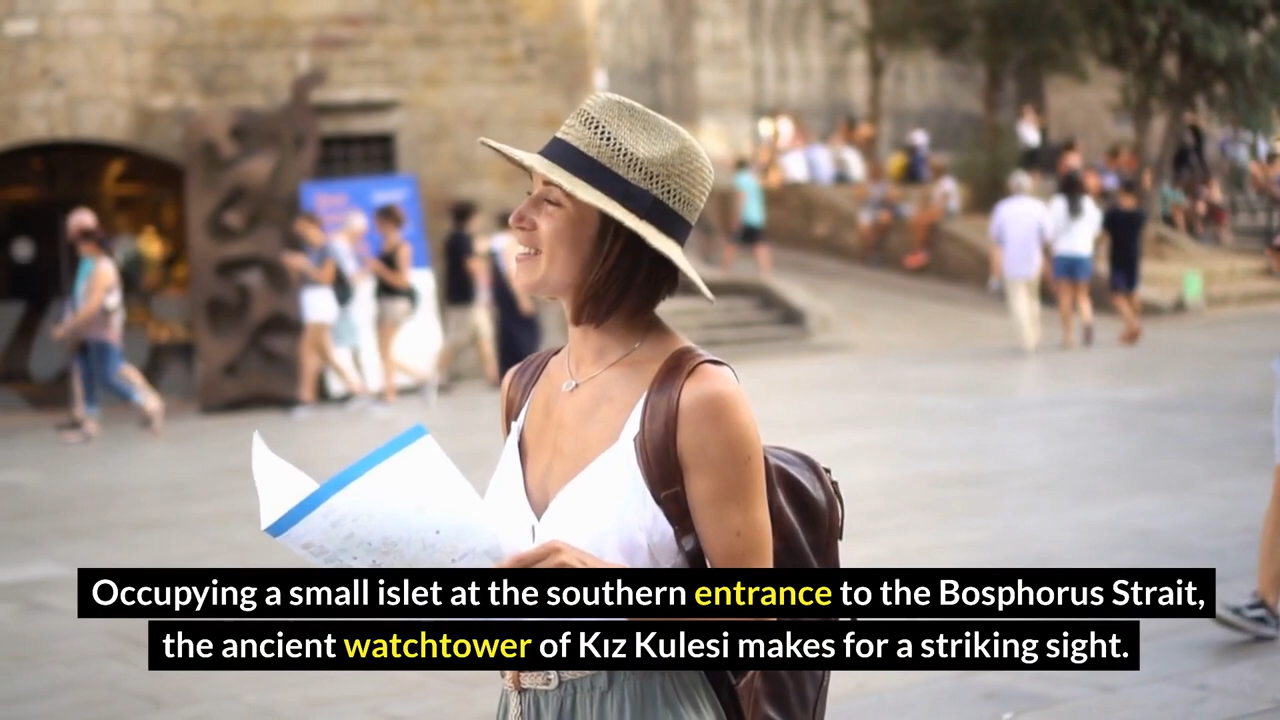 Occupying a small islet at the southern entrance to the Bosphorus Strait,
the ancient watchtower of Kız Kulesi makes for a striking sight.